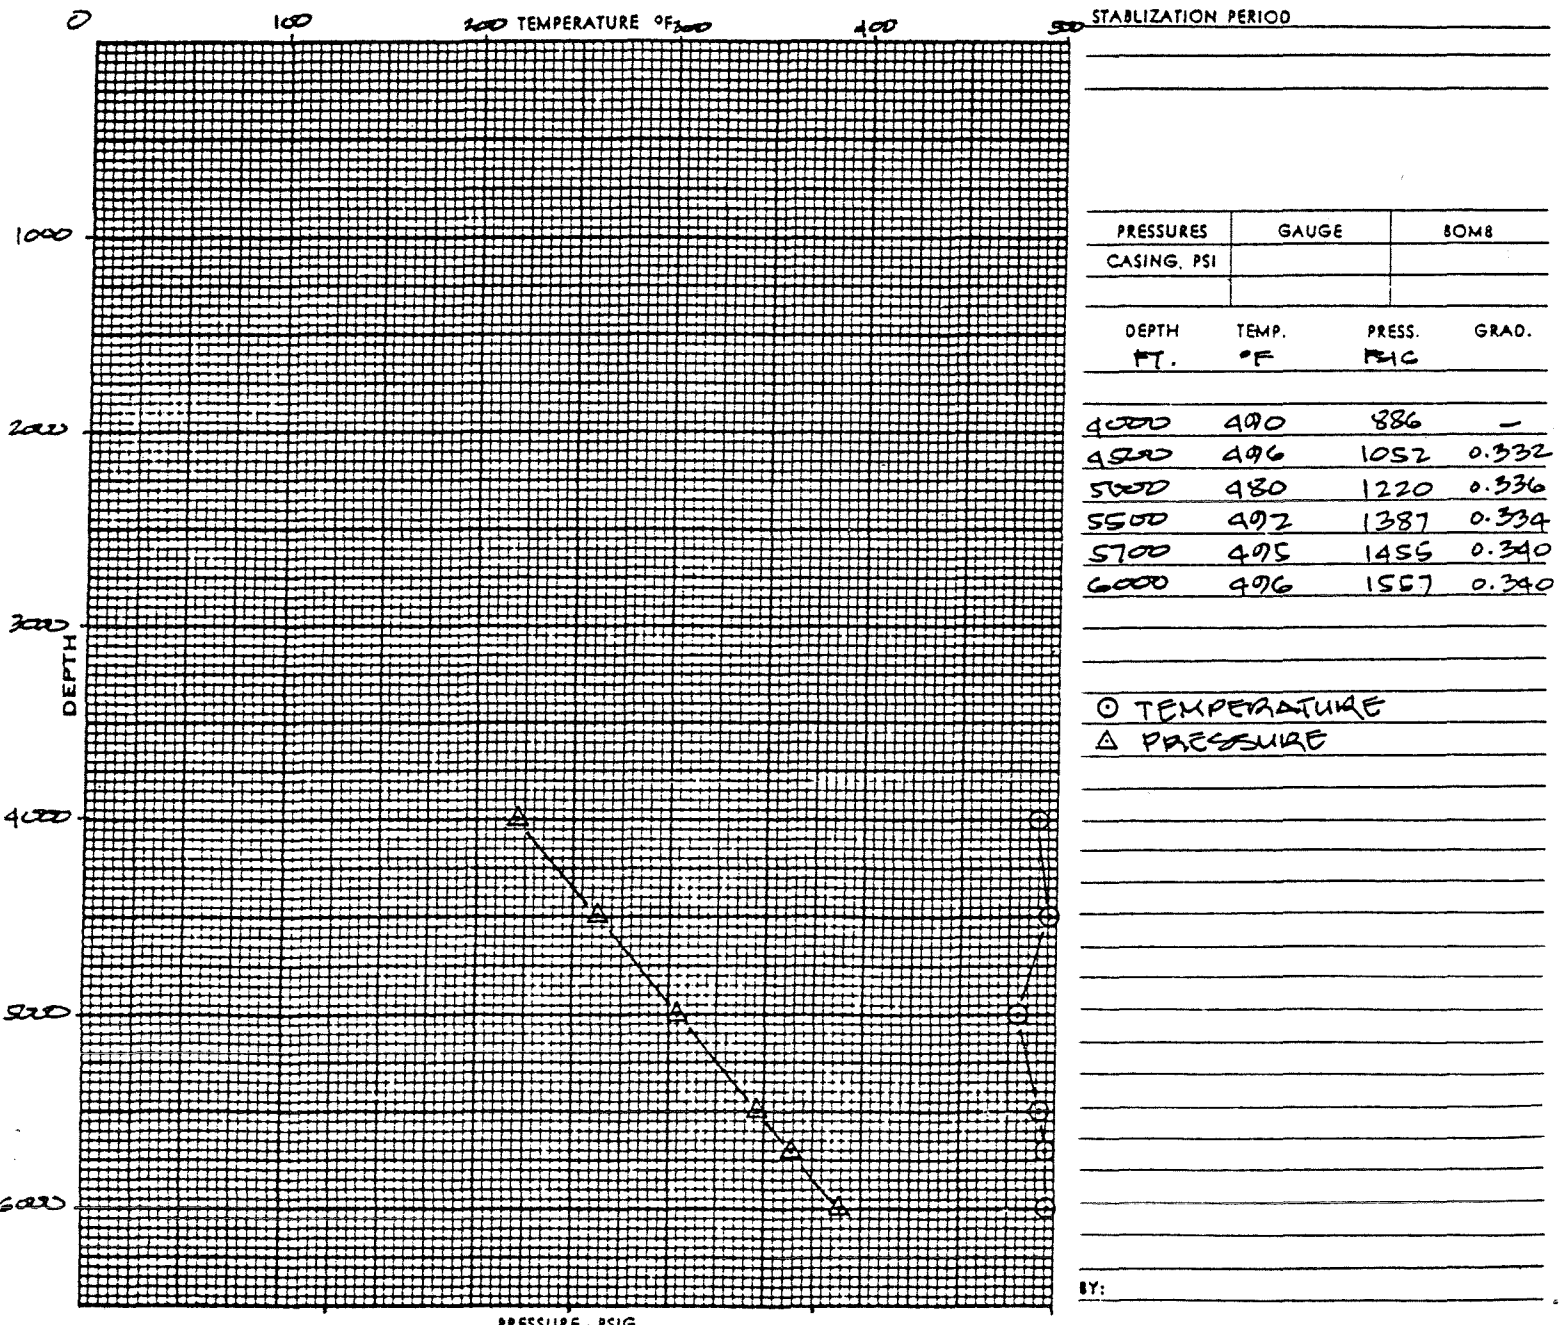 0 100 200 TEMPERATURE °F 300 400 500
STABLIZATION PERIOD
PRESSURES GAUGE BOMB
CASING, PSI
DEPTH TEMP. PRESS. GRAD.
FT. °F PSIG
4000 490 886 –
4500 496 1052 0.332
5000 480 1220 0.336
5500 492 1387 0.334
5700 495 1455 0.340
6000 496 1557 0.340
⊙ TEMPERATURE
△ PRESSURE
BY:
1000
2000
3000
DEPTH
4000
5000
6000
PRESSURE, PSIG